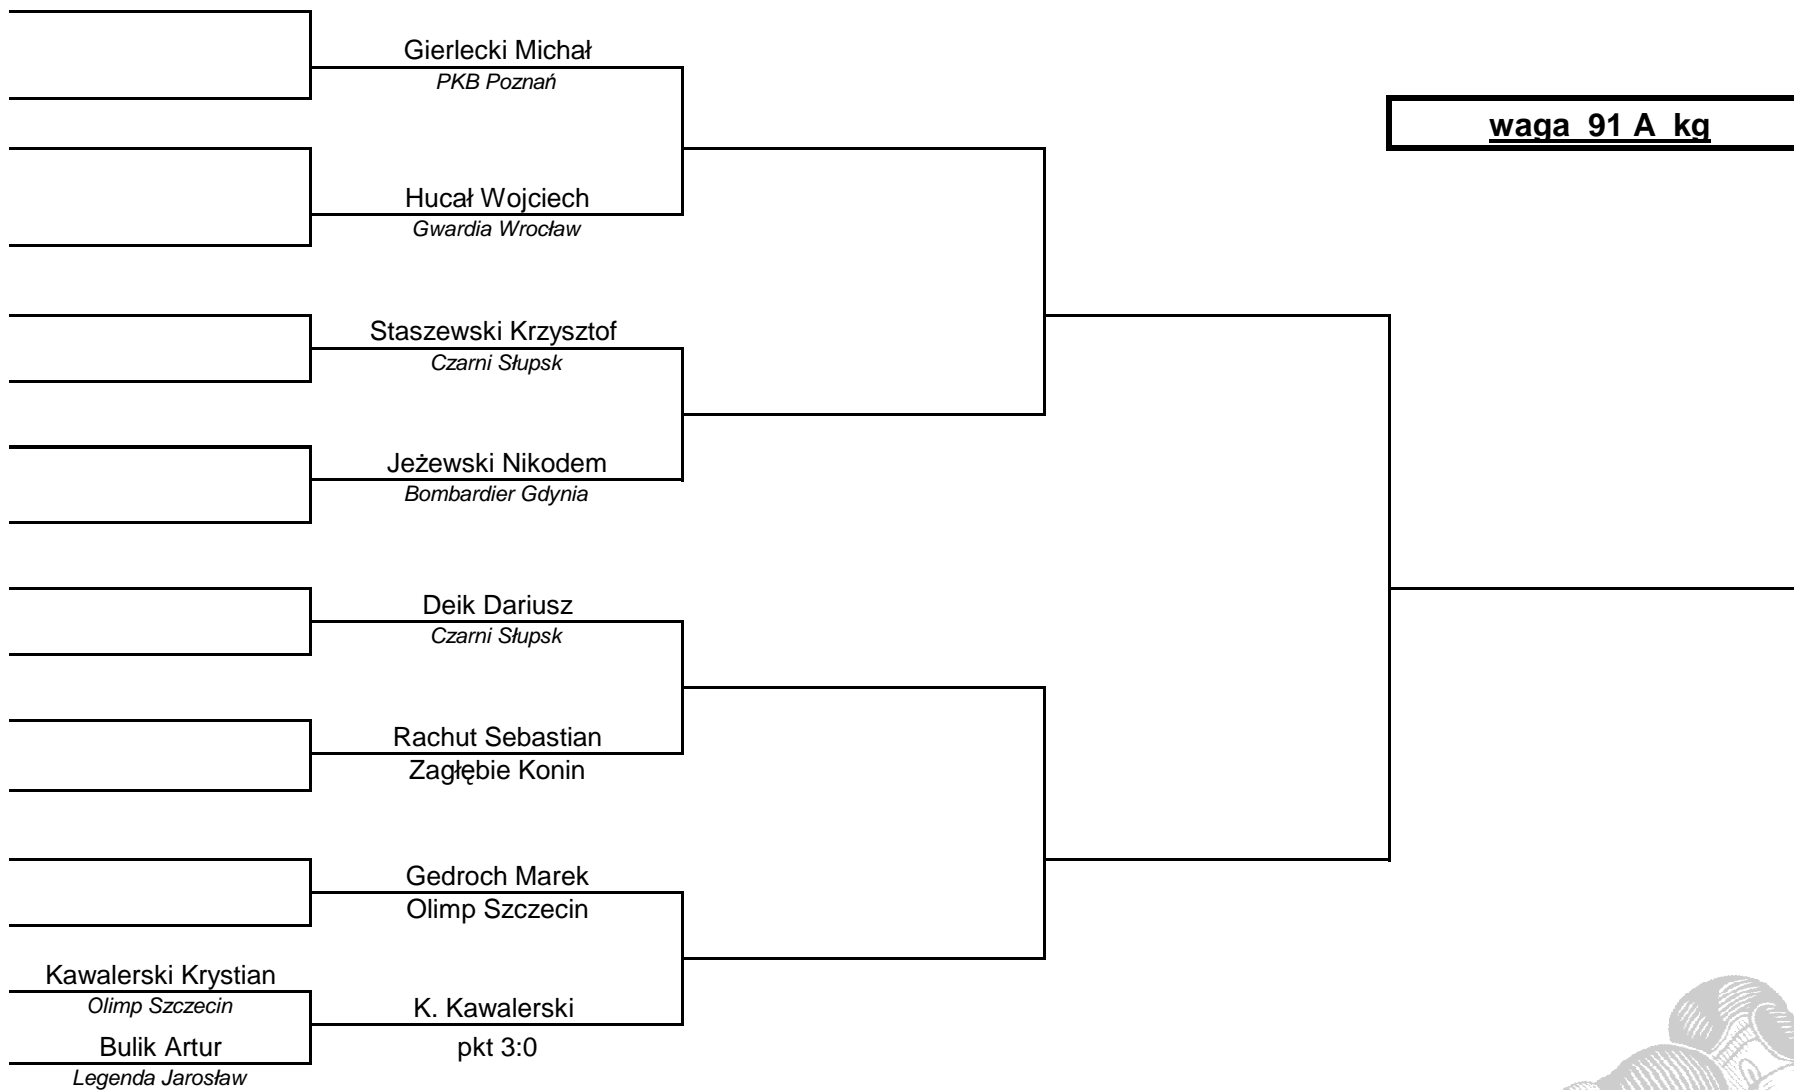 Gierlecki Michał
PKB Poznań
waga 91 A kg
Hucał Wojciech
Gwardia Wrocław
Staszewski Krzysztof
Czarni Słupsk
Jeżewski Nikodem
Bombardier Gdynia
Deik Dariusz
Czarni Słupsk
Rachut Sebastian
Zagłębie Konin
Gedroch Marek
Olimp Szczecin
Kawalerski Krystian
Olimp Szczecin
K. Kawalerski
Bulik Artur
pkt 3:0
Legenda Jarosław